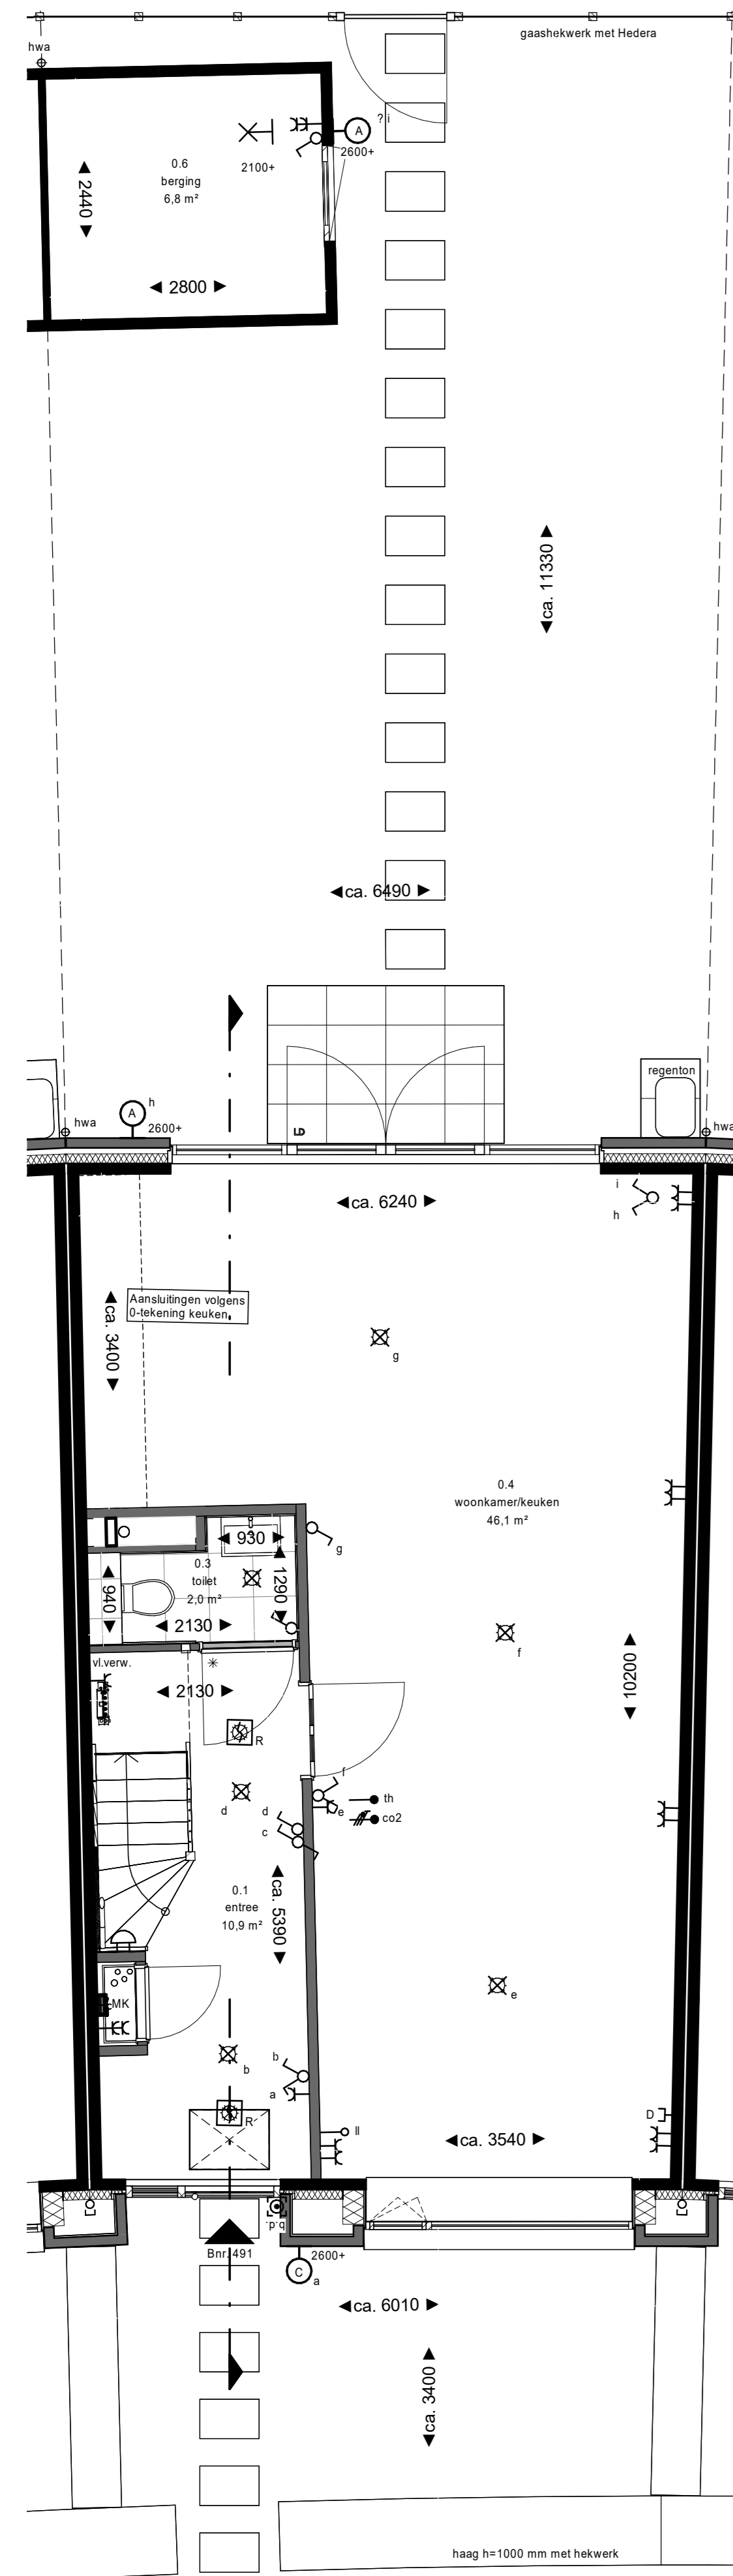 gaashekwerk met Hedera
hwa
A
? i
2600+
0.6
berging
6,8 m²
2100+
2440
2800
ca. 11330
ca. 6490
regenton
A
h
2600+
hwa
LD
hwa
ca. 6240
i
h
Aansluitingen volgens
0-tekening keuken
ca. 3400
g
0.4
woonkamer/keuken
46,1 m²
g
930
0.3
toilet
2,0 m²
1290
940
2130
f
10200
vl.verw.
2130
R
f
th
d
d
e
co2
c
0.1
entree
10,9 m²
ca. 5390
e
MK
b
b
a
R
D
ll
ca. 3540
p.d.
Bnr. 491
2600+
C
a
ca. 6010
ca. 3400
haag h=1000 mm met hekwerk